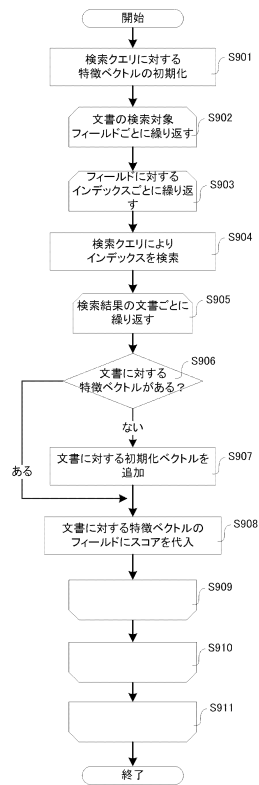 開始
検索クエリに対する
特徴ベクトルの初期化
S901
文書の検索対象
フィールドごとに繰り返す
S902
フィールドに対する
インデックスごとに繰り返
す
S903
検索クエリにより
インデックスを検索
S904
検索結果の文書ごとに
繰り返す
S905
文書に対する
特徴ベクトルがある？
S906
ない
ある
文書に対する初期化ベクトルを
追加
S907
文書に対する特徴ベクトルの
フィールドにスコアを代入
S908
S909
S910
S911
終了